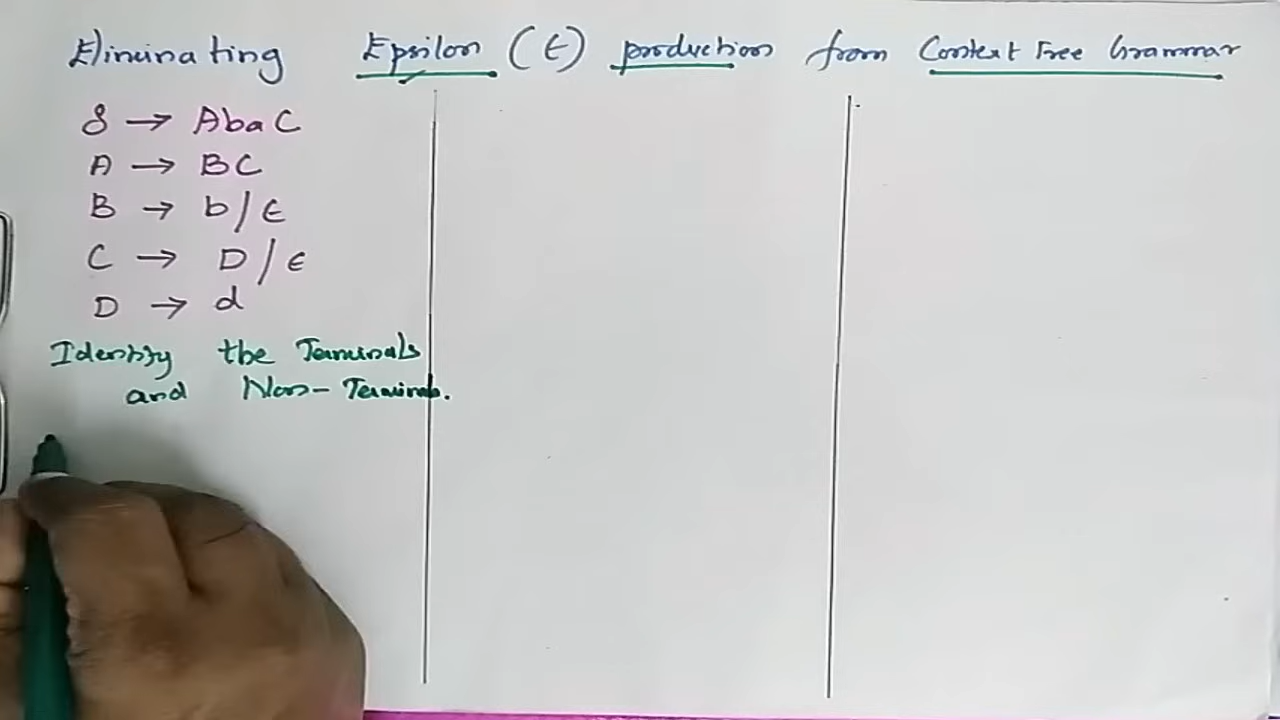 Eliminating Epsilon (ε) production from Context Free Grammar
S → AbaC
A → BC
B → b/ε
C → D/ε
D → d
Identify the Terminals
and Non-Terminals.